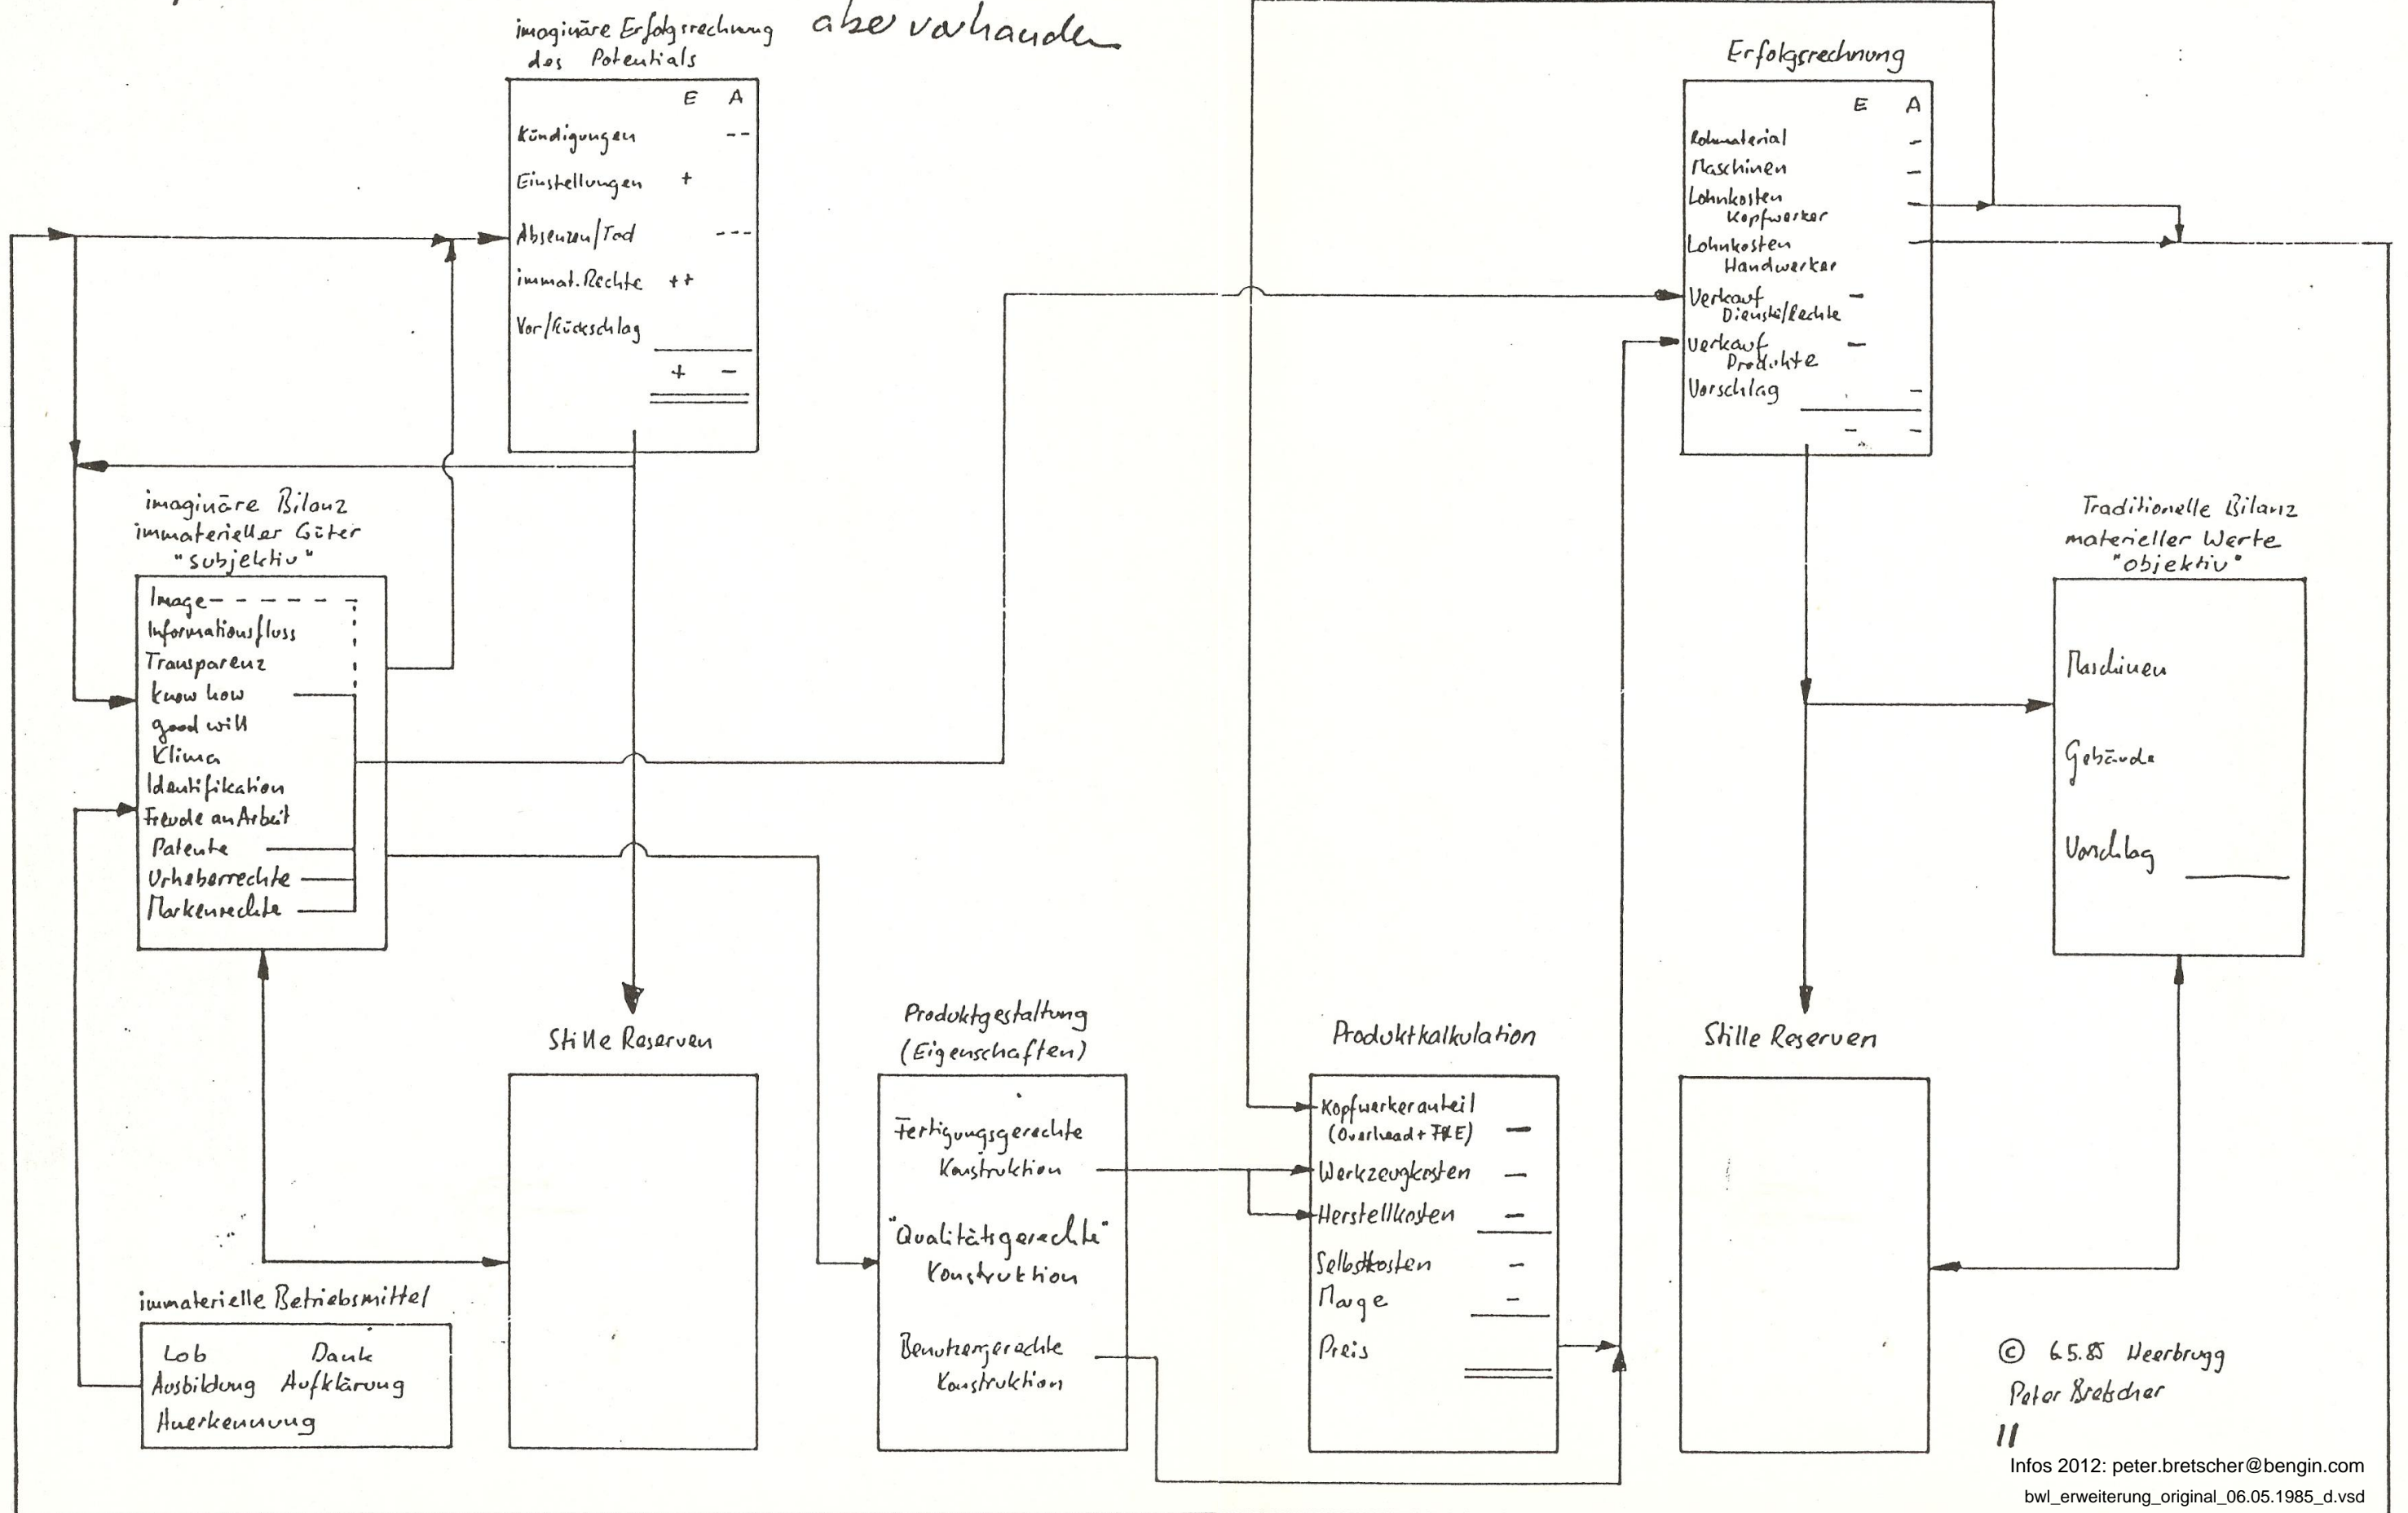 aber vorhanden
imaginäre Erfolgsrechnung
des Potentials
E A
Kündigungen --
Einstellungen +
Absenzen/Tod ---
immat. Rechte ++
Vor/Rückschlag
+ -
Erfolgsrechnung
E A
Rohmaterial -
Maschinen -
Lohnkosten -
Kopfwerker
Lohnkosten -
Handwerker
Verkauf -
Dienste/Rechte
Verkauf -
Produkte
Vorschlag -
- -
imaginäre Bilanz
immaterieller Güter
"subjektiv"
Image
Informationsfluss
Transparenz
know how
good will
Klima
Identifikation
Freude an Arbeit
Patente
Urheberrechte
Markenrechte
Traditionelle Bilanz
materieller Werte
"objektiv"
Maschinen
Gebäude
Vorschlag
Stille Reserven
Produktgestaltung
(Eigenschaften)
Fertigungsgerechte
Konstruktion
"Qualitätsgerechte"
Konstruktion
Benutzergerechte
Konstruktion
Produktkalkulation
Kopfwerkeranteil
(Overhead + F&E) -
Werkzeugkosten -
Herstellkosten -
Selbstkosten -
Marge -
Preis
Stille Reserven
immaterielle Betriebsmittel
Lob Dank
Ausbildung Aufklärung
Anerkennung
© 6.5.85 Heerbrugg
Peter Bretscher
11
Infos 2012: peter.bretscher@bengin.com
bwl_erweiterung_original_06.05.1985_d.vsd